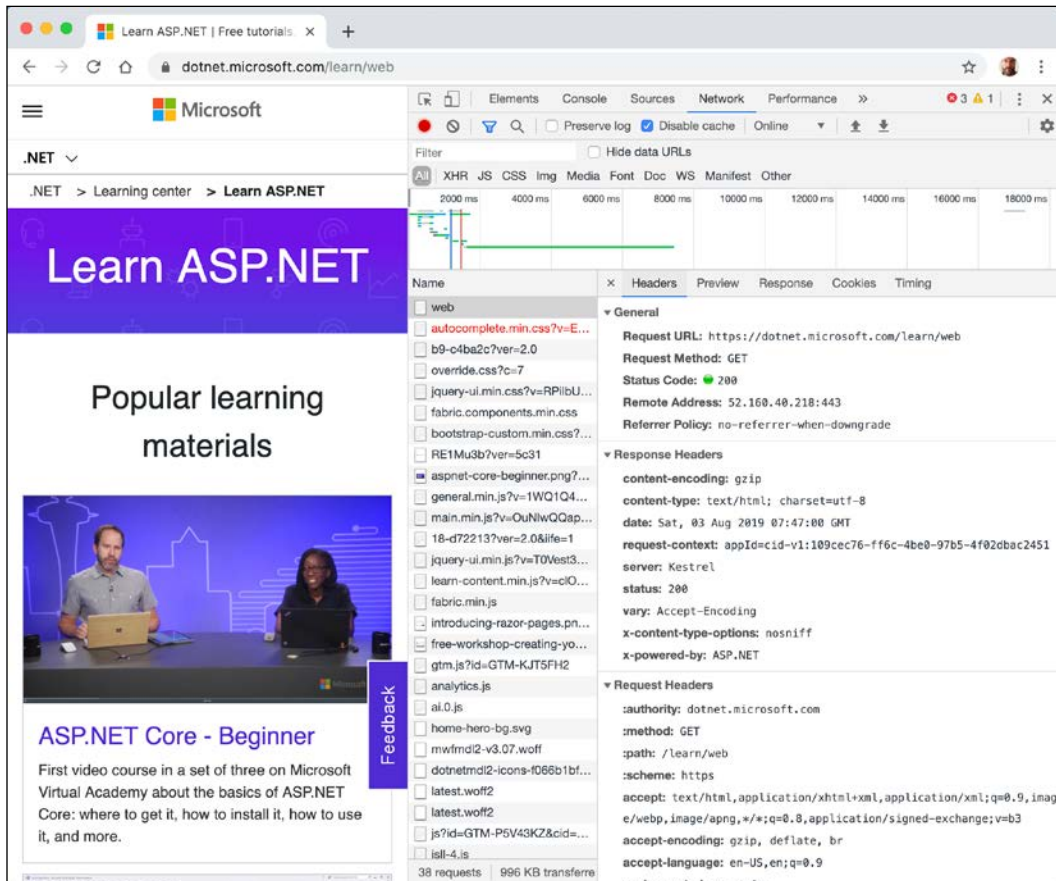 Learn ASP.NET | Free tutorials
dotnet.microsoft.com/learn/web
Microsoft
.NET
.NET > Learning center > Learn ASP.NET
Learn ASP.NET
Popular learning
materials
Microsoft
Feedback
ASP.NET Core - Beginner
First video course in a set of three on Microsoft
Virtual Academy about the basics of ASP.NET
Core: where to get it, how to install it, how to use
it, and more.
Elements Console Sources Network Performance » 3 1
Preserve log Disable cache Online
Filter Hide data URLs
All XHR JS CSS Img Media Font Doc WS Manifest Other
2000 ms 4000 ms 6000 ms 8000 ms 10000 ms 12000 ms 14000 ms 16000 ms 18000 ms
Name
web
autocomplete.min.css?v=E...
b9-c4ba2c?ver=2.0
override.css?c=7
jquery-ui.min.css?v=RPilbU...
fabric.components.min.css
bootstrap-custom.min.css?...
RE1Mu3b?ver=5c31
aspnet-core-beginner.png?...
general.min.js?v=1WQ1Q4...
main.min.js?v=OuNlwQQap...
18-d72213?ver=2.0&iife=1
jquery-ui.min.js?v=T0Vest3...
learn-content.min.js?v=clO...
fabric.min.js
introducing-razor-pages.pn...
free-workshop-creating-yo...
gtm.js?id=GTM-KJT5FH2
analytics.js
ai.0.js
home-hero-bg.svg
mwfmdl2-v3.07.woff
dotnetmdl2-icons-f066b1bf...
latest.woff2
latest.woff2
js?id=GTM-P5V43KZ&cid=...
isll-4.js
38 requests 996 KB transferre
Headers Preview Response Cookies Timing
General
Request URL: https://dotnet.microsoft.com/learn/web
Request Method: GET
Status Code: 200
Remote Address: 52.160.40.218:443
Referrer Policy: no-referrer-when-downgrade
Response Headers
content-encoding: gzip
content-type: text/html; charset=utf-8
date: Sat, 03 Aug 2019 07:47:00 GMT
request-context: appId=cid-v1:109cec76-ff6c-4be0-97b5-4f02dbac2451
server: Kestrel
status: 200
vary: Accept-Encoding
x-content-type-options: nosniff
x-powered-by: ASP.NET
Request Headers
:authority: dotnet.microsoft.com
:method: GET
:path: /learn/web
:scheme: https
accept: text/html,application/xhtml+xml,application/xml;q=0.9,imag
e/webp,image/apng,*/*;q=0.8,application/signed-exchange;v=b3
accept-encoding: gzip, deflate, br
accept-language: en-US,en;q=0.9